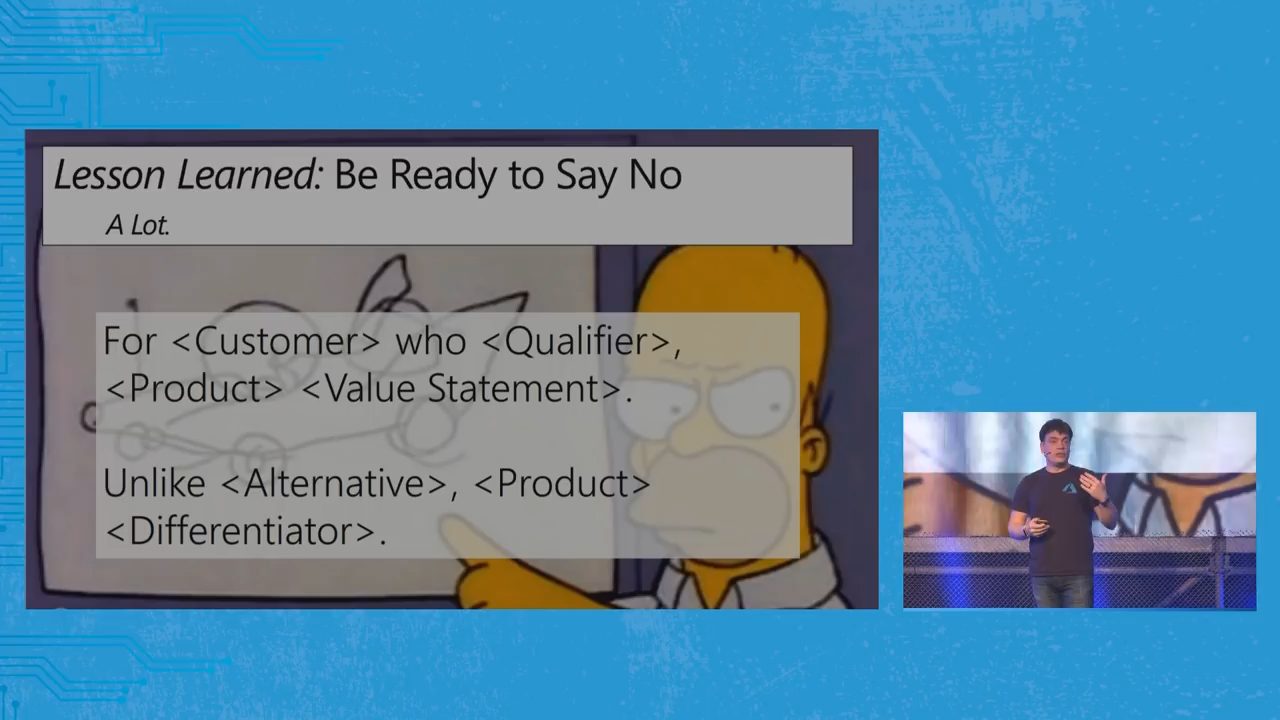 Lesson Learned: Be Ready to Say No
A Lot.
For <Customer> who <Qualifier>,
<Product> <Value Statement>.
Unlike <Alternative>, <Product>
<Differentiator>.